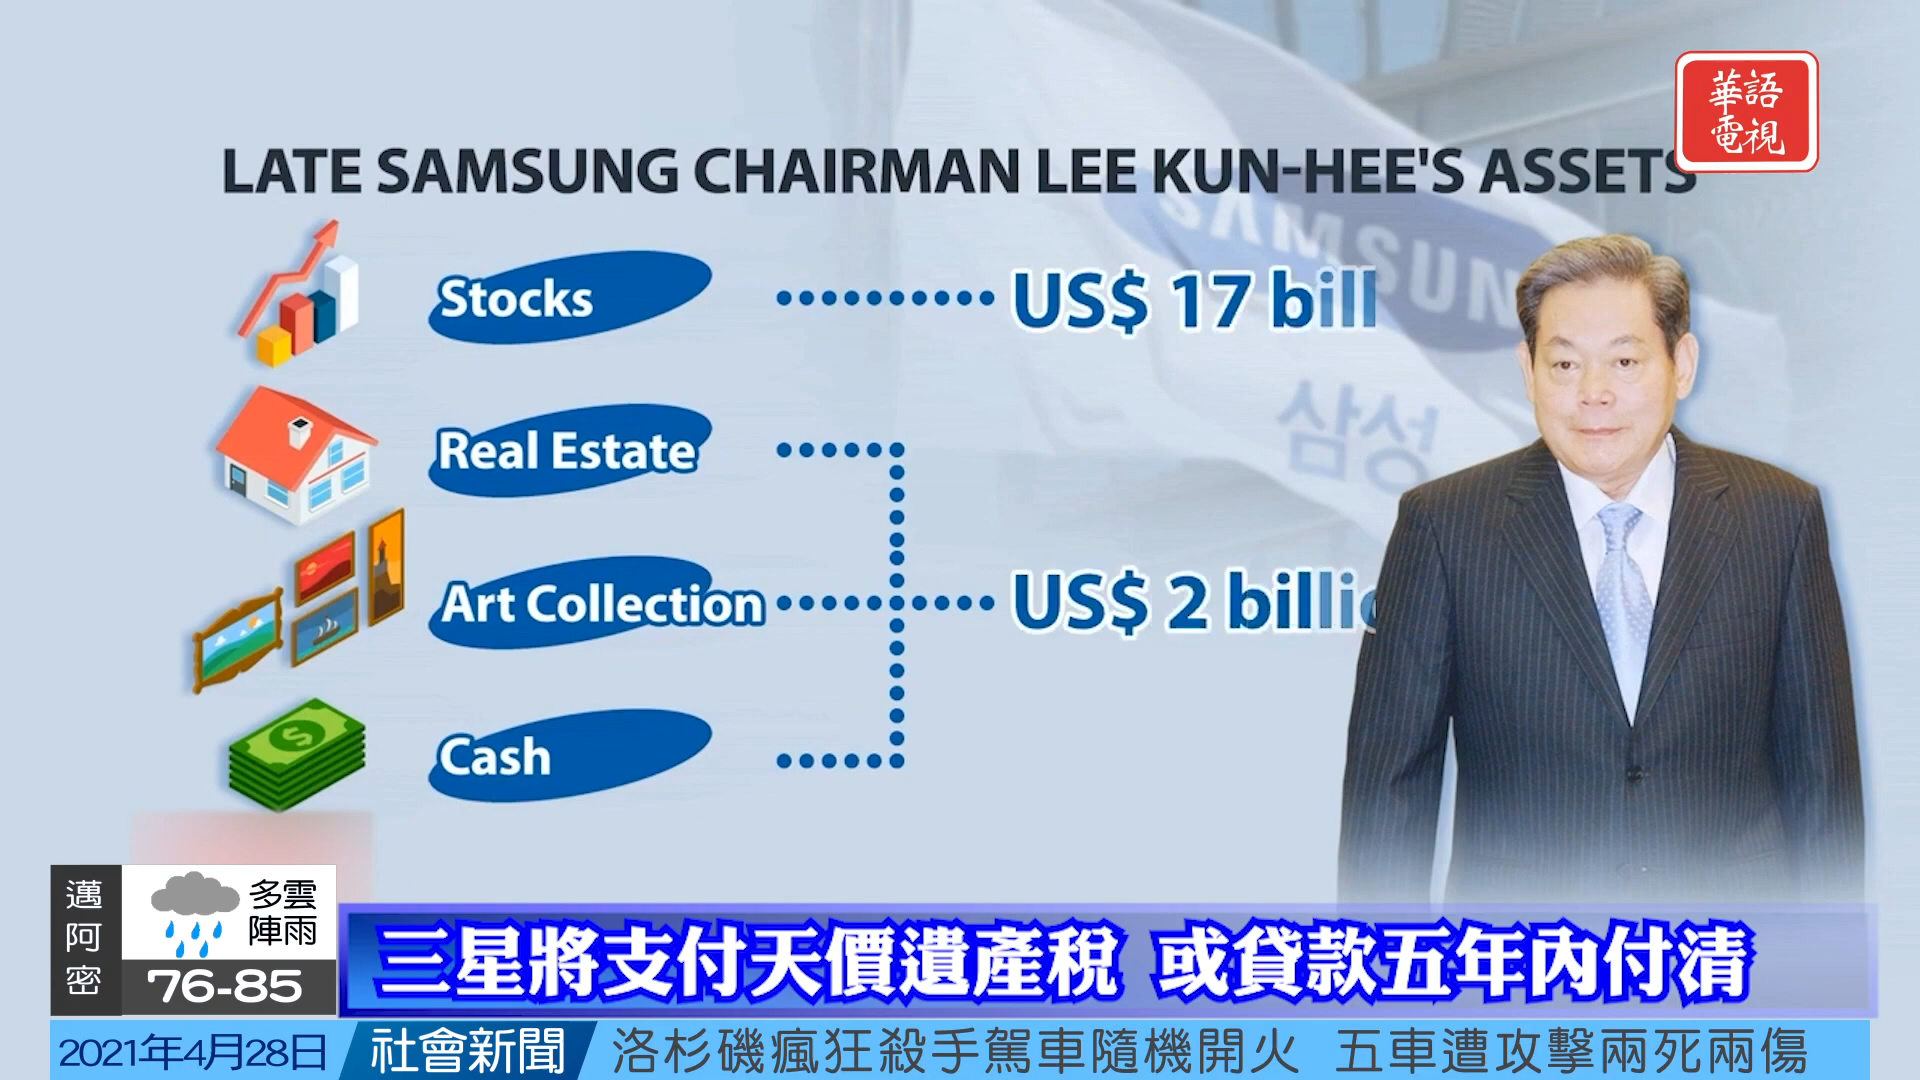 華語
電視
LATE SAMSUNG CHAIRMAN LEE KUN-HEE'S ASSETS
SAMSUN
삼성
Stocks
US$ 17 bill
Real Estate
Art Collection
US$ 2 billio
Cash
邁阿密
多雲
陣雨
76-85
三星將支付天價遺產稅 或貸款五年內付清
2021年4月28日
社會新聞
洛杉磯瘋狂殺手駕車隨機開火 五車遭攻擊兩死兩傷